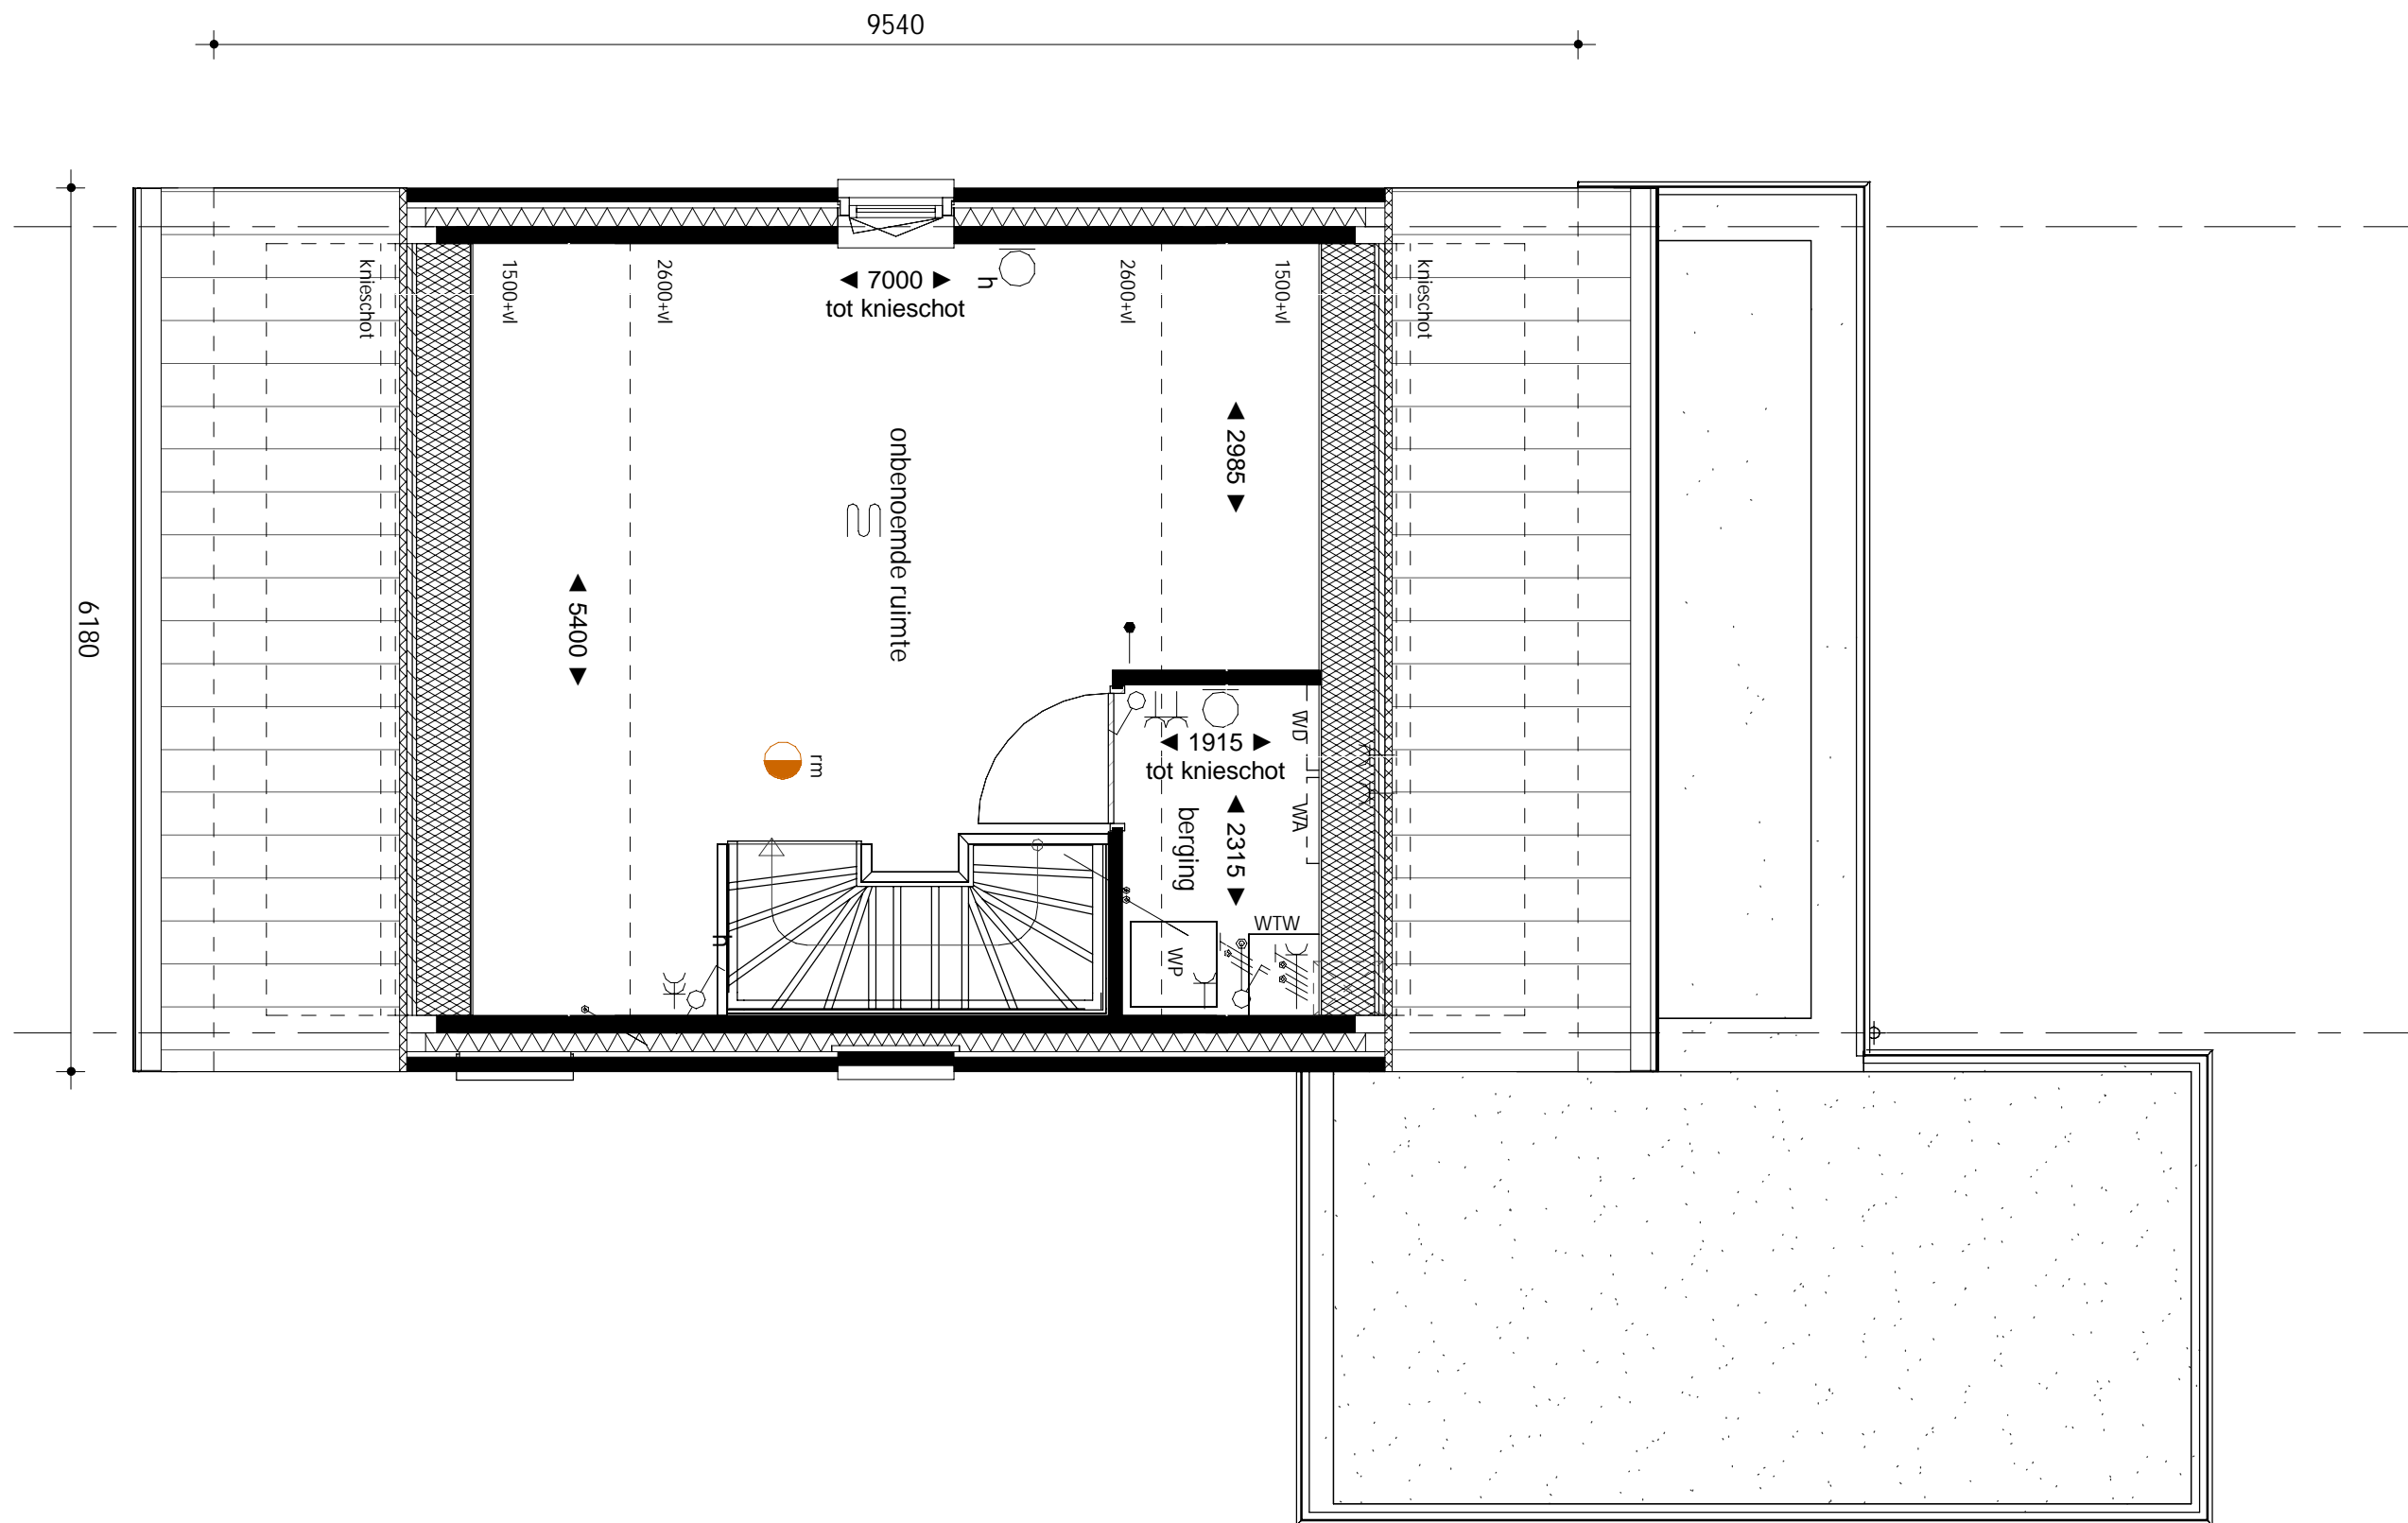 9540
6180
knieschot
1500+vl
2600+vl
◄ 7000 ►
tot knieschot
h
2600+vl
1500+vl
knieschot
◄ 2985 ►
onbenoemde ruimte
◄ 5400 ►
rm
WD
◄ 1915 ►
tot knieschot
WA
◄ 2315 ►
berging
WTW
WP
h